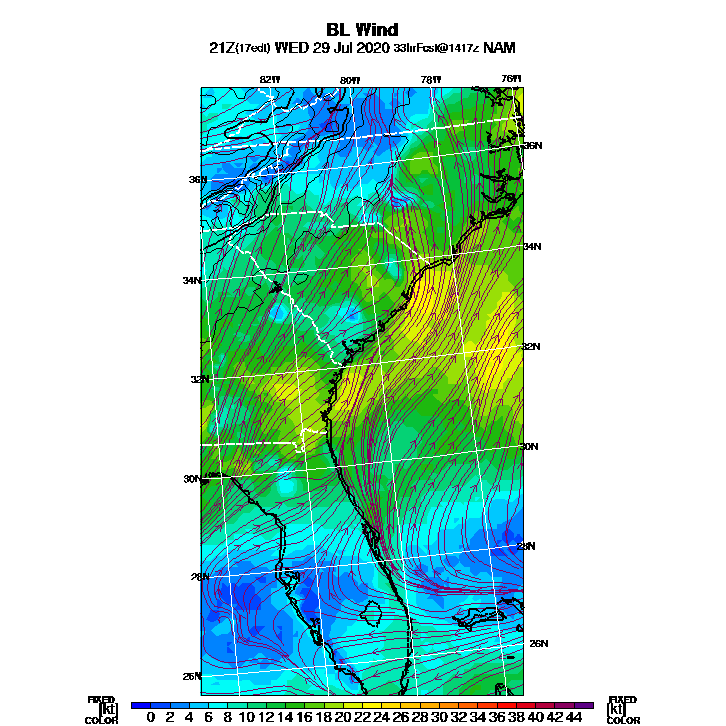 BL Wind
21Z(17edt) WED 29 Jul 2020 33hrFcst@1417z NAM
82W 80W 78W 76W
36N
36N
34N
34N
32N
32N
30N
30N
28N
28N
26N
26N
FIXED FIXED
[kt] 0 2 4 6 8 10 12 14 16 18 20 22 24 26 28 30 32 34 36 38 40 42 44 [kt]
COLOR COLOR